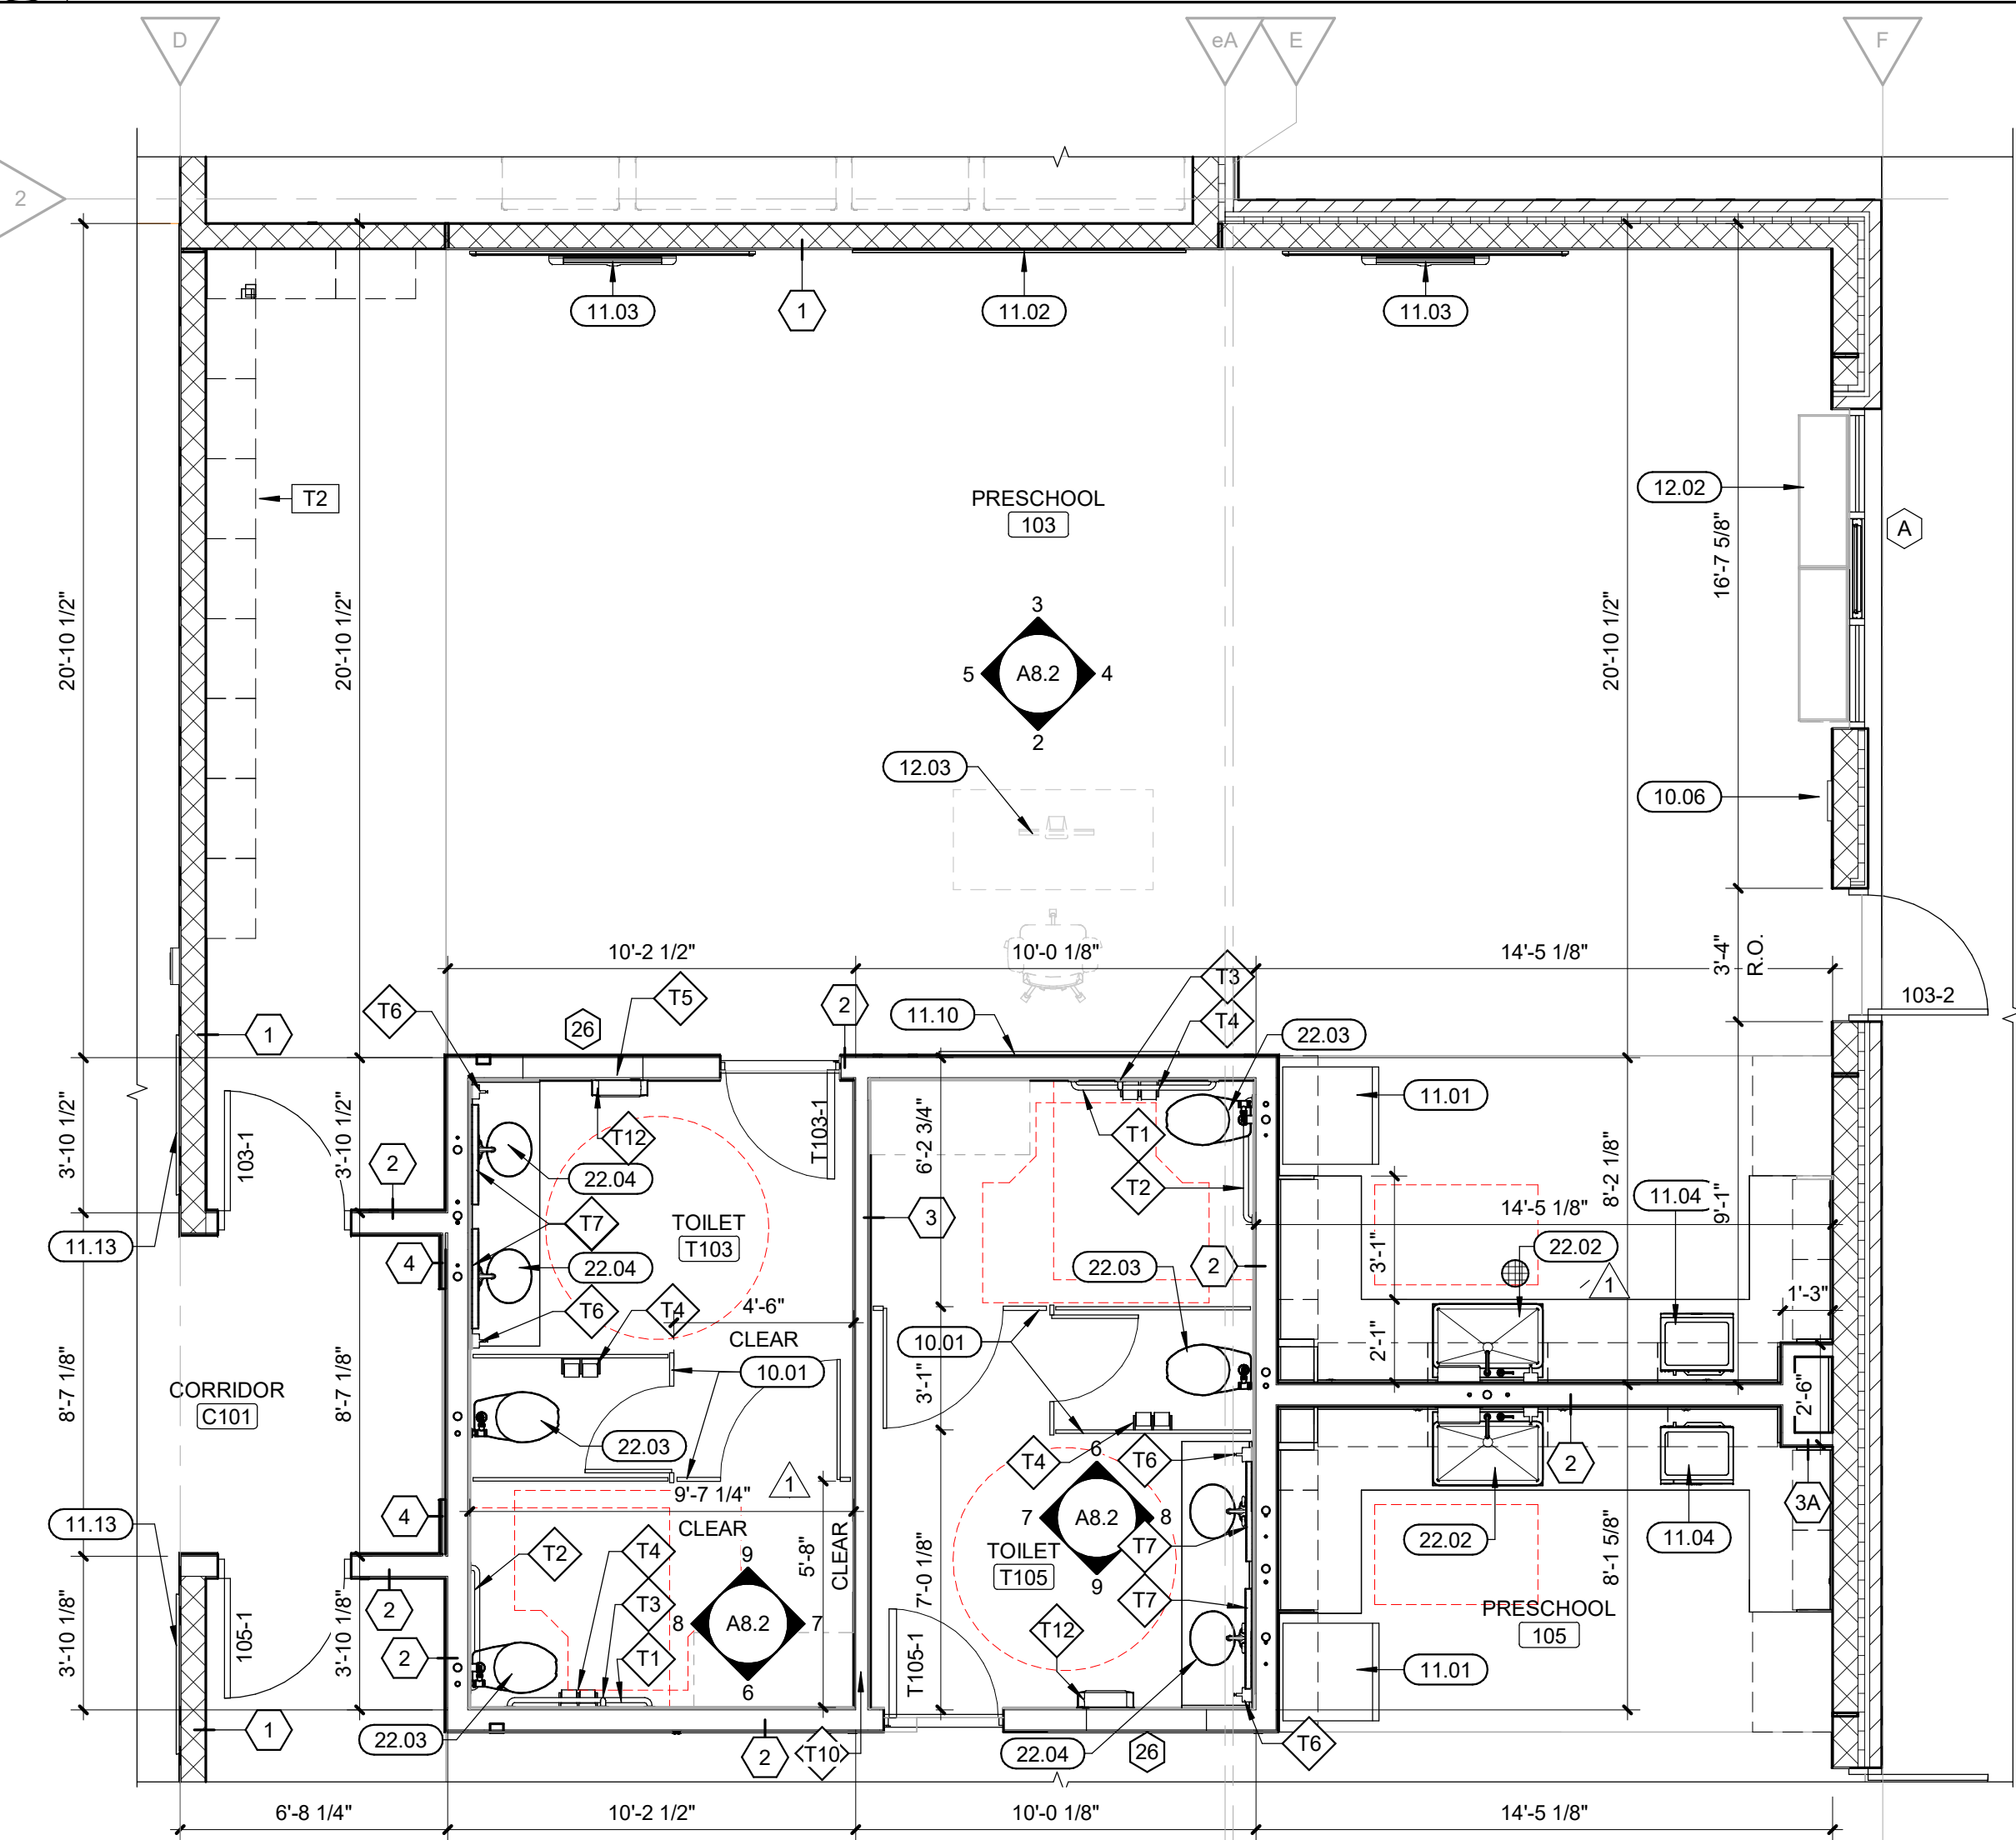 D
eA
E
F
2
11.03
1
11.02
11.03
T2
PRESCHOOL
103
12.02
A
16'-7 5/8"
20'-10 1/2"
20'-10 1/2"
20'-10 1/2"
3
5
A8.2
4
2
12.03
10.06
10'-2 1/2"
10'-0 1/8"
14'-5 1/8"
3'-4"
R.O.
103-2
T3
T5
T6
26
2
11.10
T4
22.03
1
11.01
3'-10 1/2"
103-1
3'-10 1/2"
2
T12
T103-1
6'-2 3/4"
T1
T2
22.04
8'-2 1/8"
11.04
9'-1"
14'-5 1/8"
11.13
T7
TOILET
T103
3
22.03
2
3'-1"
22.02
1
4
22.04
T6
T4
4'-6"
CLEAR
10.01
1'-3"
10.01
3'-1"
2'-1"
8'-7 1/8"
CORRIDOR
C101
8'-7 1/8"
2'-6"
22.03
T4
6
T6
2
9'-7 1/4"
1
CLEAR
3A
11.13
4
7
A8.2
8
22.02
11.04
T2
T4
9
5'-8"
CLEAR
TOILET
T105
T7
9
7'-0 1/8"
T7
8'-1 5/8"
3'-10 1/8"
105-1
3'-10 1/8"
2
T3
8
A8.2
7
T12
PRESCHOOL
105
2
T1
6
T105-1
11.01
1
22.03
2
T10
22.04
26
T6
6'-8 1/4"
10'-2 1/2"
10'-0 1/8"
14'-5 1/8"